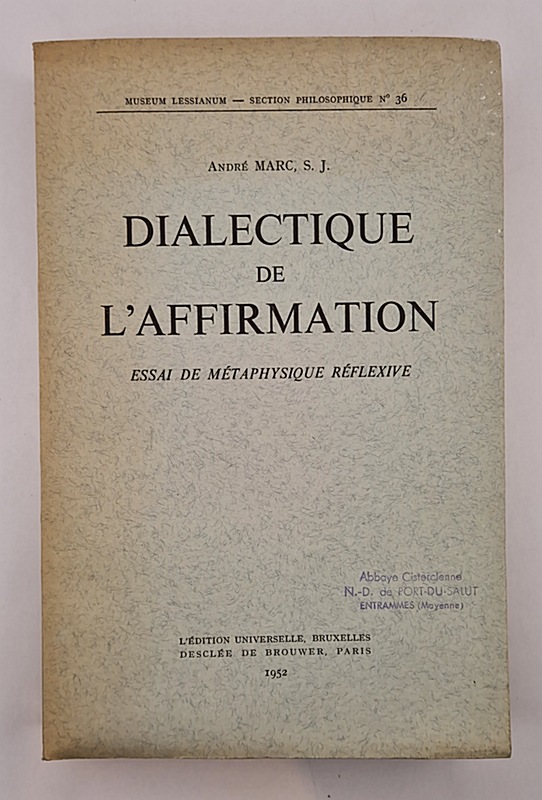 MUSEUM LESSIANUM — SECTION PHILOSOPHIQUE Nº 36
ANDRÉ MARC, S. J.
DIALECTIQUE
DE
L'AFFIRMATION
ESSAI DE MÉTAPHYSIQUE RÉFLEXIVE
Abbaye Cistercienne
N.-D. de PORT-DU-SALUT
ENTRAMMES (Mayenne)
L'ÉDITION UNIVERSELLE, BRUXELLES
DESCLÉE DE BROUWER, PARIS
1952